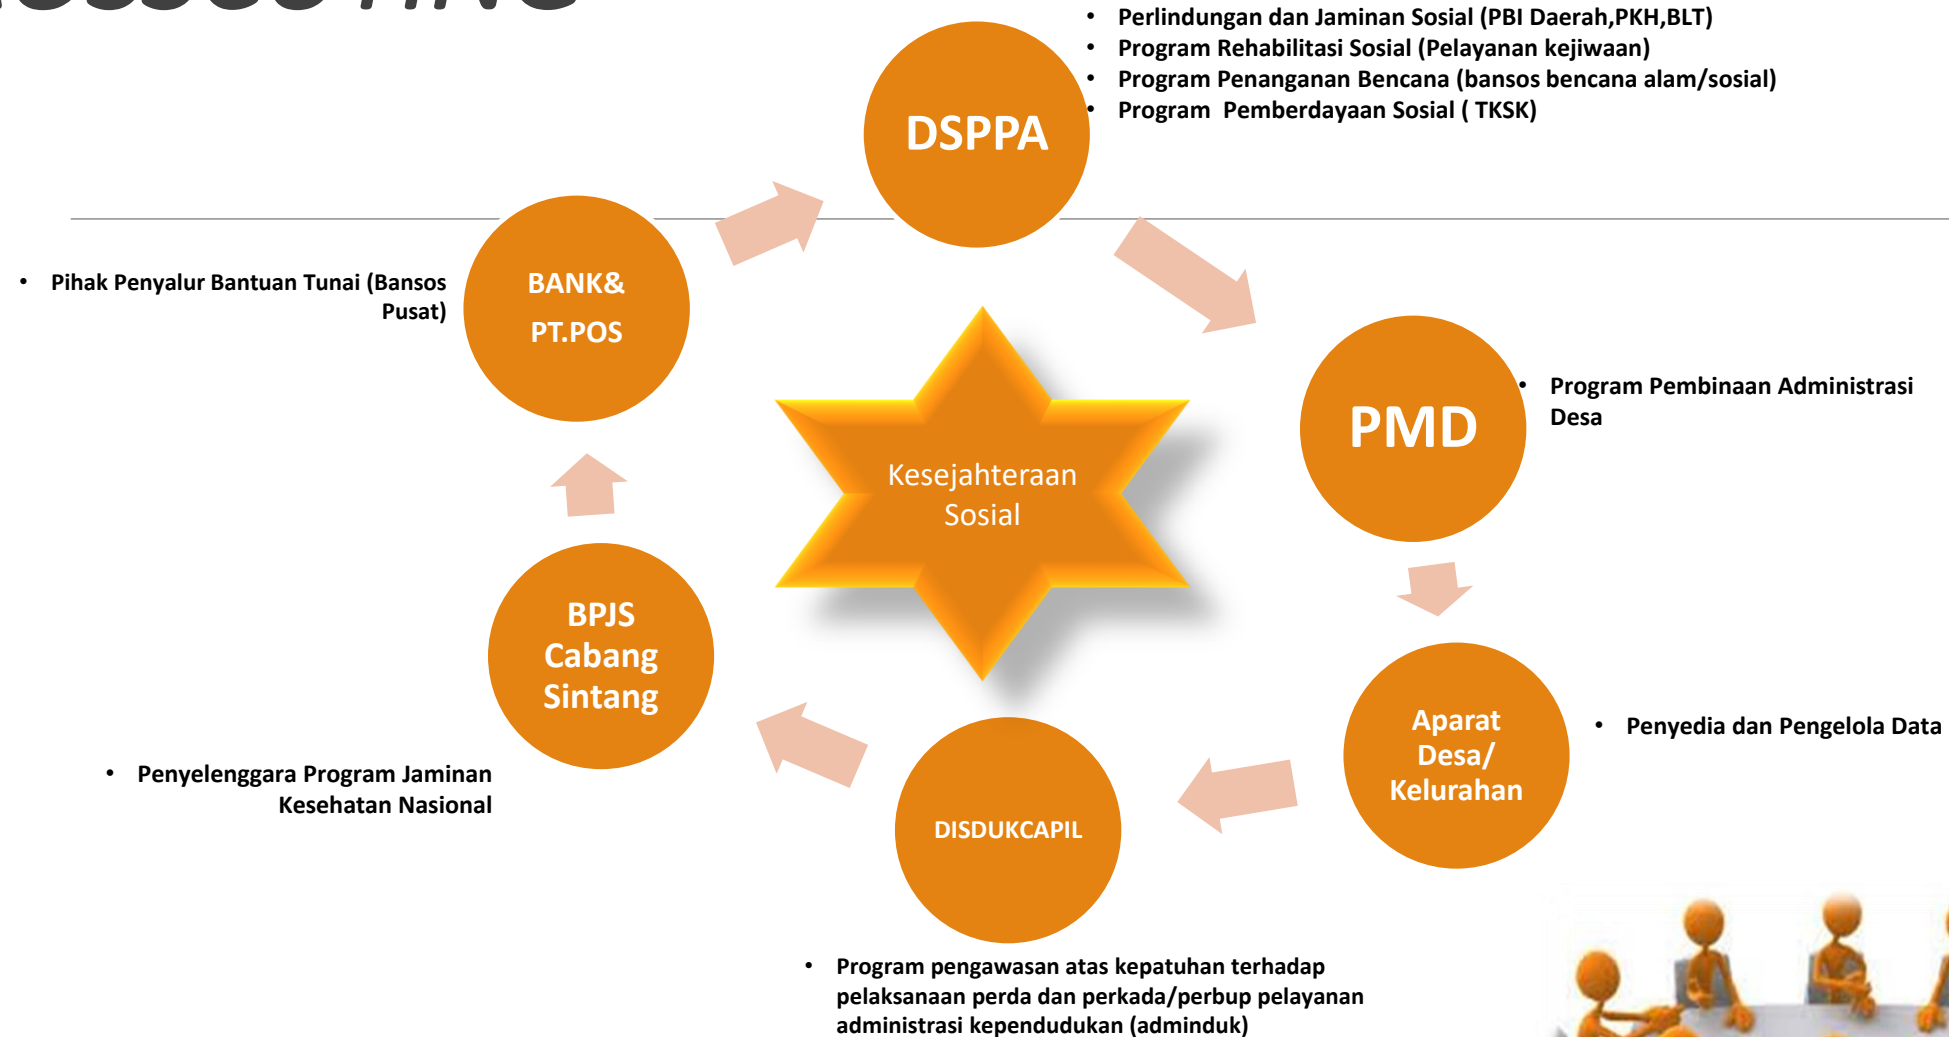 • Perlindungan dan Jaminan Sosial (PBI Daerah,PKH,BLT)
• Program Rehabilitasi Sosial (Pelayanan kejiwaan)
• Program Penanganan Bencana (bansos bencana alam/sosial)
• Program Pemberdayaan Sosial ( TKSK)
DSPPA
BANK&
PT.POS
• Pihak Penyalur Bantuan Tunai (Bansos
Pusat)
PMD
• Program Pembinaan Administrasi
Desa
Kesejahteraan
Sosial
BPJS
Cabang
Sintang
• Penyelenggara Program Jaminan
Kesehatan Nasional
Aparat
Desa/
Kelurahan
• Penyedia dan Pengelola Data
DISDUKCAPIL
• Program pengawasan atas kepatuhan terhadap
pelaksanaan perda dan perkada/perbup pelayanan
administrasi kependudukan (adminduk)